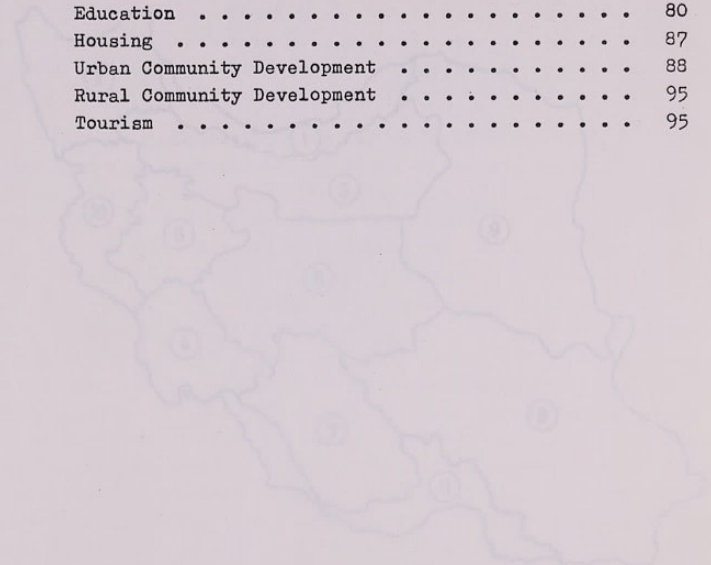 Education . . . . . . . . . . . . . . . . . . . . 80
Housing . . . . . . . . . . . . . . . . . . . . . 87
Urban Community Development . . . . . . . . . . . 88
Rural Community Development . . . . . . . . . . . 95
Tourism . . . . . . . . . . . . . . . . . . . . . 95